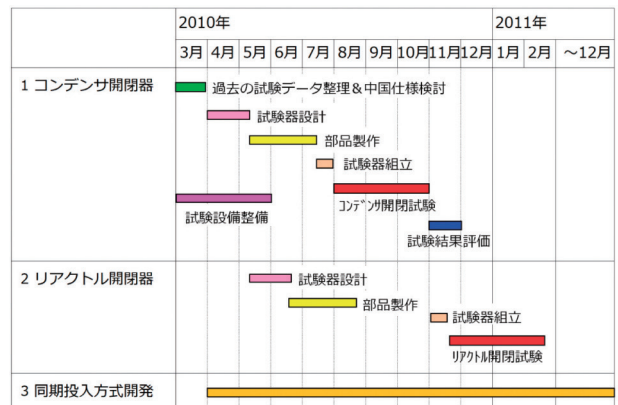 2010年 2011年
3月 4月 5月 6月 7月 8月 9月 10月 11月 12月 1月 2月 ～12月
1 コンデンサ開閉器
過去の試験データ整理＆中国仕様検討
試験器設計
部品製作
試験器組立
試験設備整備
ｺﾝﾃﾞﾝｻ開閉試験
試験結果評価
2 リアクトル開閉器
試験器設計
部品製作
試験器組立
ﾘｱｸﾄﾙ開閉試験
3 同期投入方式開発